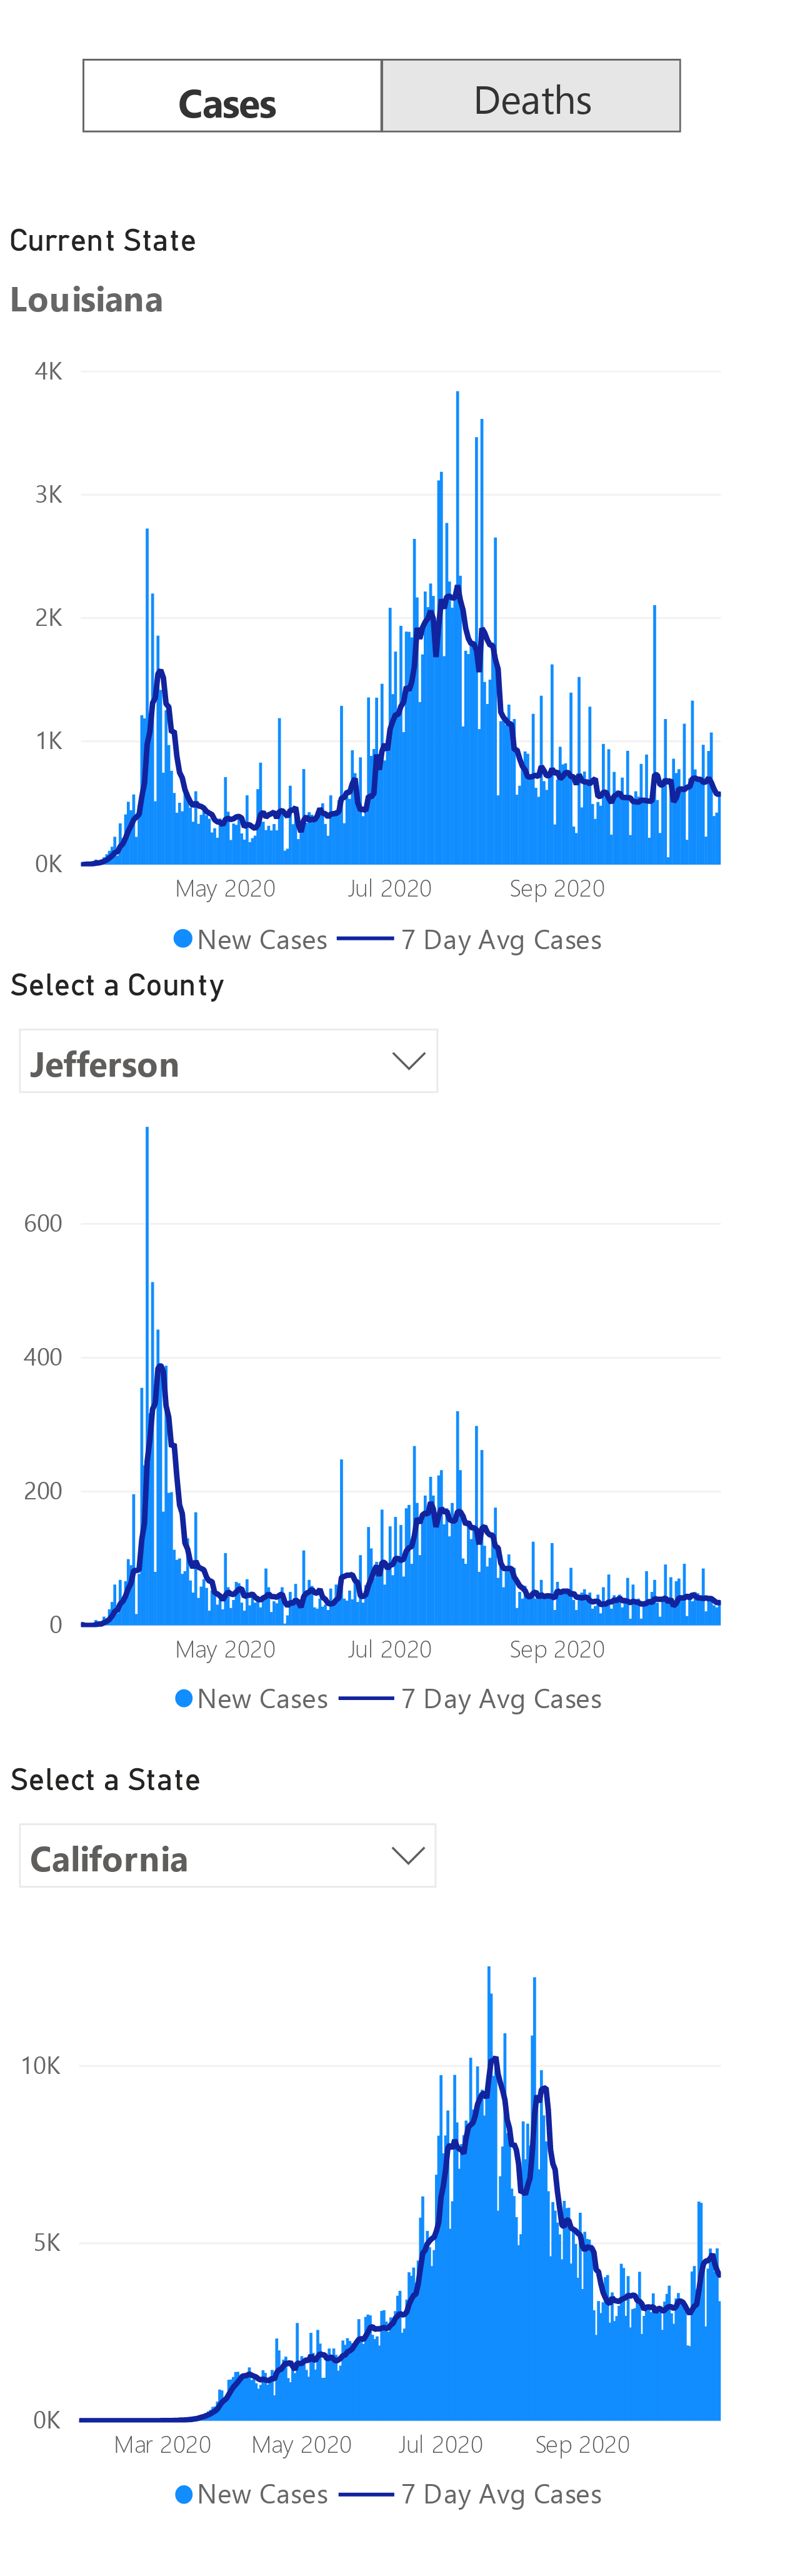 Cases Deaths
Current State
Louisiana
4K
3K
2K
1K
0K
May 2020 Jul 2020 Sep 2020
New Cases 7 Day Avg Cases
Select a County
Jefferson
600
400
200
0
May 2020 Jul 2020 Sep 2020
New Cases 7 Day Avg Cases
Select a State
California
10K
5K
0K
Mar 2020 May 2020 Jul 2020 Sep 2020
New Cases 7 Day Avg Cases